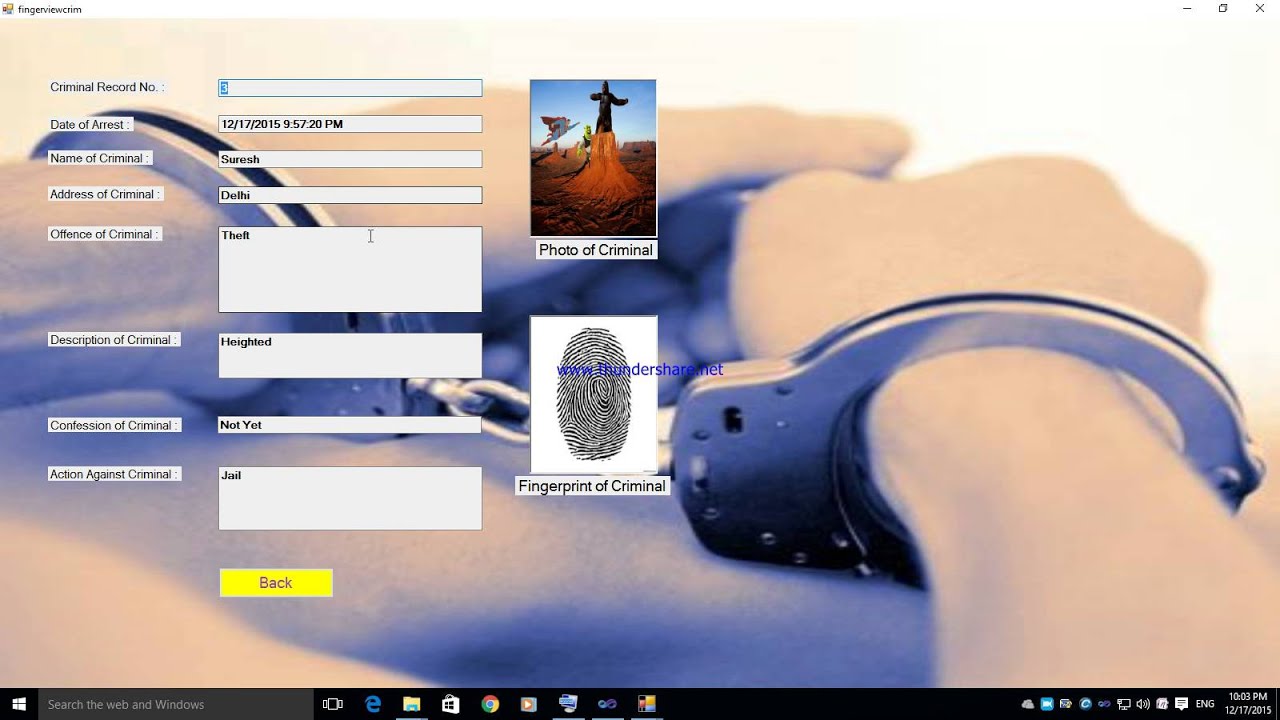 fingerviewcrim
Criminal Record No. :
3
Date of Arrest :
12/17/2015 9:57:20 PM
Name of Criminal :
Suresh
Address of Criminal :
Delhi
Offence of Criminal :
Theft
Photo of Criminal
Description of Criminal :
Heighted
www.thundershare.net
Confession of Criminal :
Not Yet
Action Against Criminal :
Jail
Fingerprint of Criminal
Back
Search the web and Windows
ENG
10:03 PM
12/17/2015